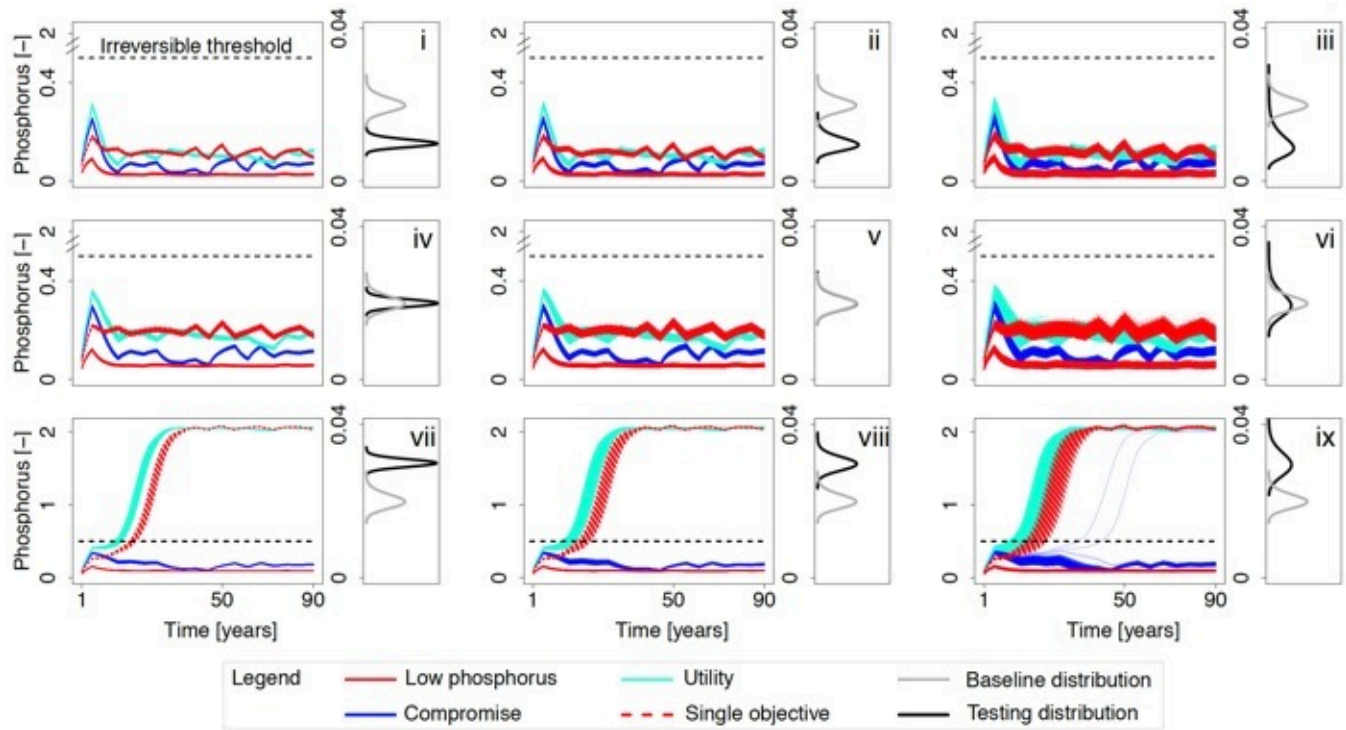 Phosphorus [–]
2
0.4
0
Irreversible threshold
0.04
0
i
2
0.4
0
0.04
0
ii
2
0.4
0
0.04
0
iii
Phosphorus [–]
2
0.4
0
0.04
0
iv
2
0.4
0
0.04
0
v
2
0.4
0
0.04
0
vi
Phosphorus [–]
2
1
0
0.04
0
vii
2
1
0
0.04
0
viii
2
1
0
0.04
0
ix
1 50 90
Time [years]
1 50 90
Time [years]
1 50 90
Time [years]
Legend Low phosphorus Utility Baseline distribution
Compromise Single objective Testing distribution